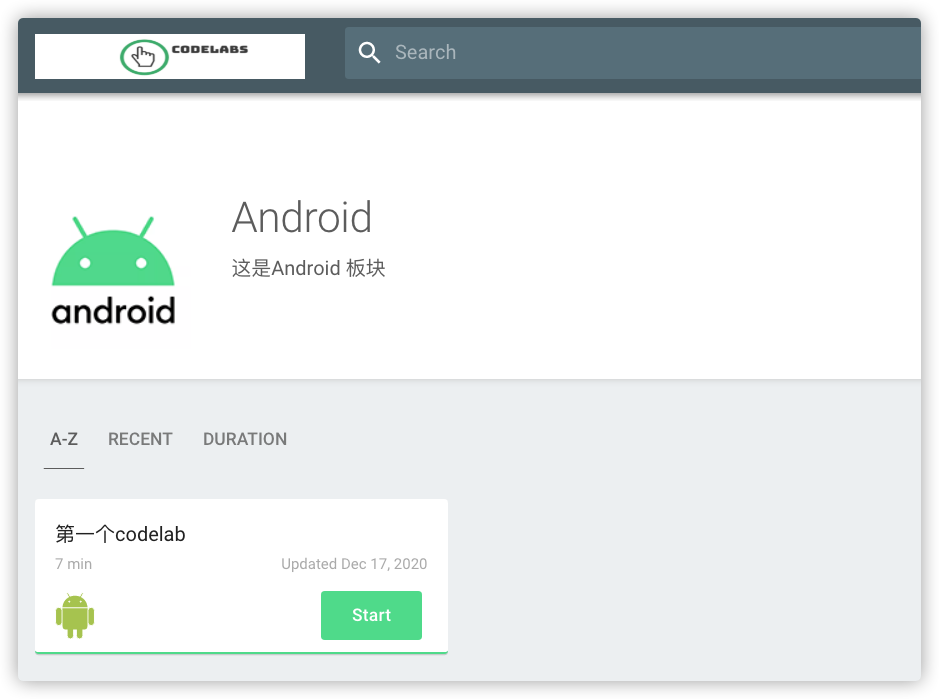 CODELABS
Search
Android
这是Android 板块
android
A-Z RECENT DURATION
第一个codelab
7 min Updated Dec 17, 2020
Start